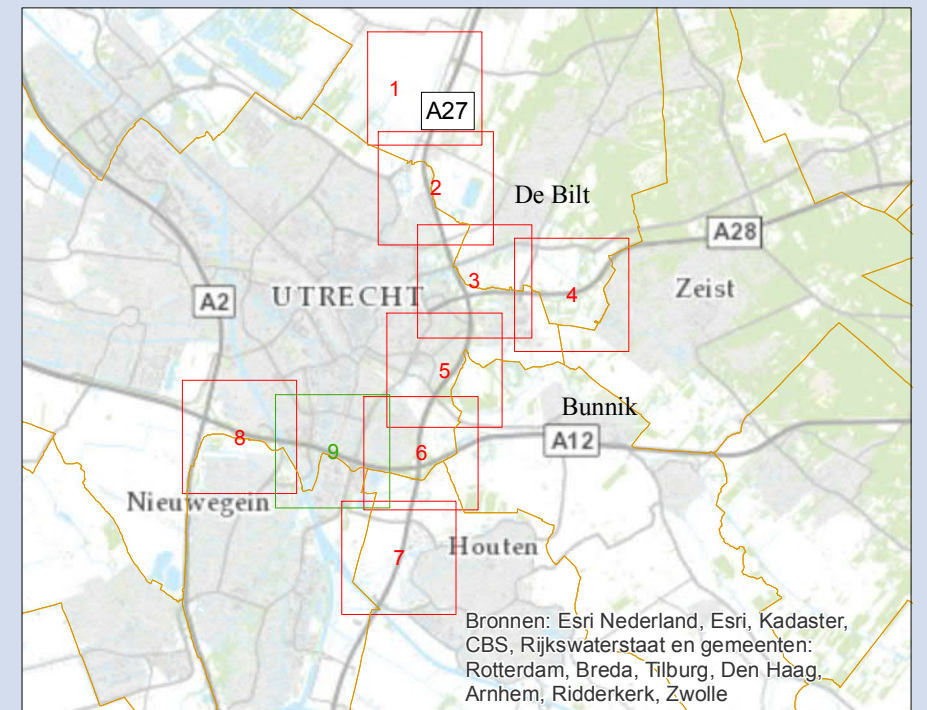 1
A27
2
De Bilt
A28
3
4
Zeist
A2
UTRECHT
5
Bunnik
8
9
6
A12
Nieuwegein
Houten
7
Bronnen: Esri Nederland, Esri, Kadaster,
CBS, Rijkswaterstaat en gemeenten:
Rotterdam, Breda, Tilburg, Den Haag,
Arnhem, Ridderkerk, Zwolle